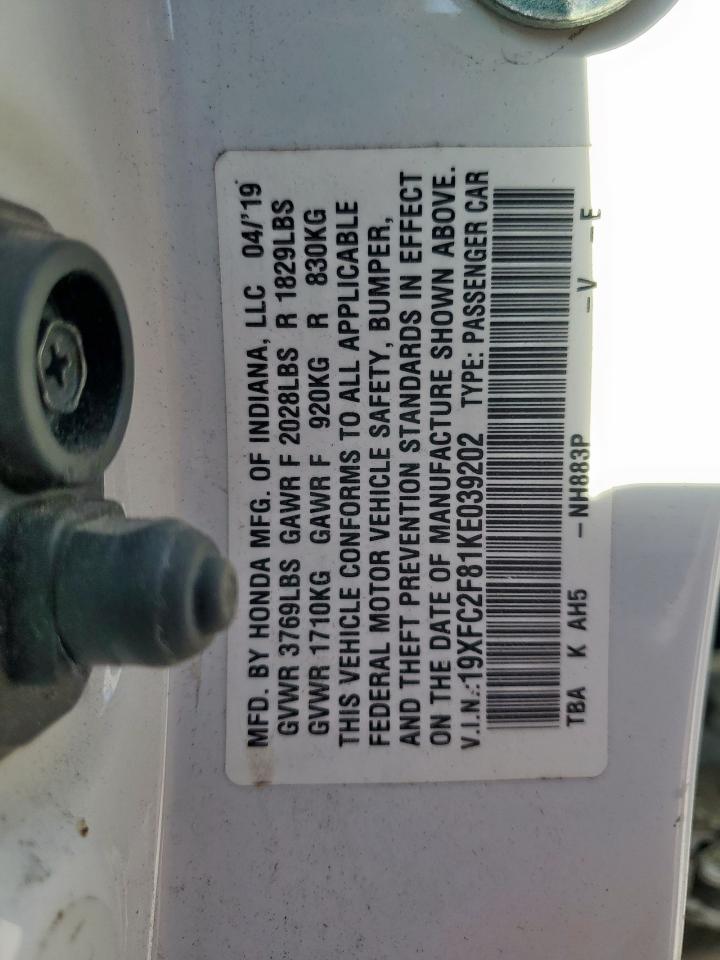 MFD. BY HONDA MFG. OF INDIANA, LLC 04/'19
GVWR 3769LBS GAWR F 2028LBS R 1829LBS
GVWR 1710KG GAWR F 920KG R 830KG
THIS VEHICLE CONFORMS TO ALL APPLICABLE
FEDERAL MOTOR VEHICLE SAFETY, BUMPER,
AND THEFT PREVENTION STANDARDS IN EFFECT
ON THE DATE OF MANUFACTURE SHOWN ABOVE.
V.I.N.:19XFC2F81KE039202 TYPE: PASSENGER CAR
TBA K AH5 -NH883P -V -E